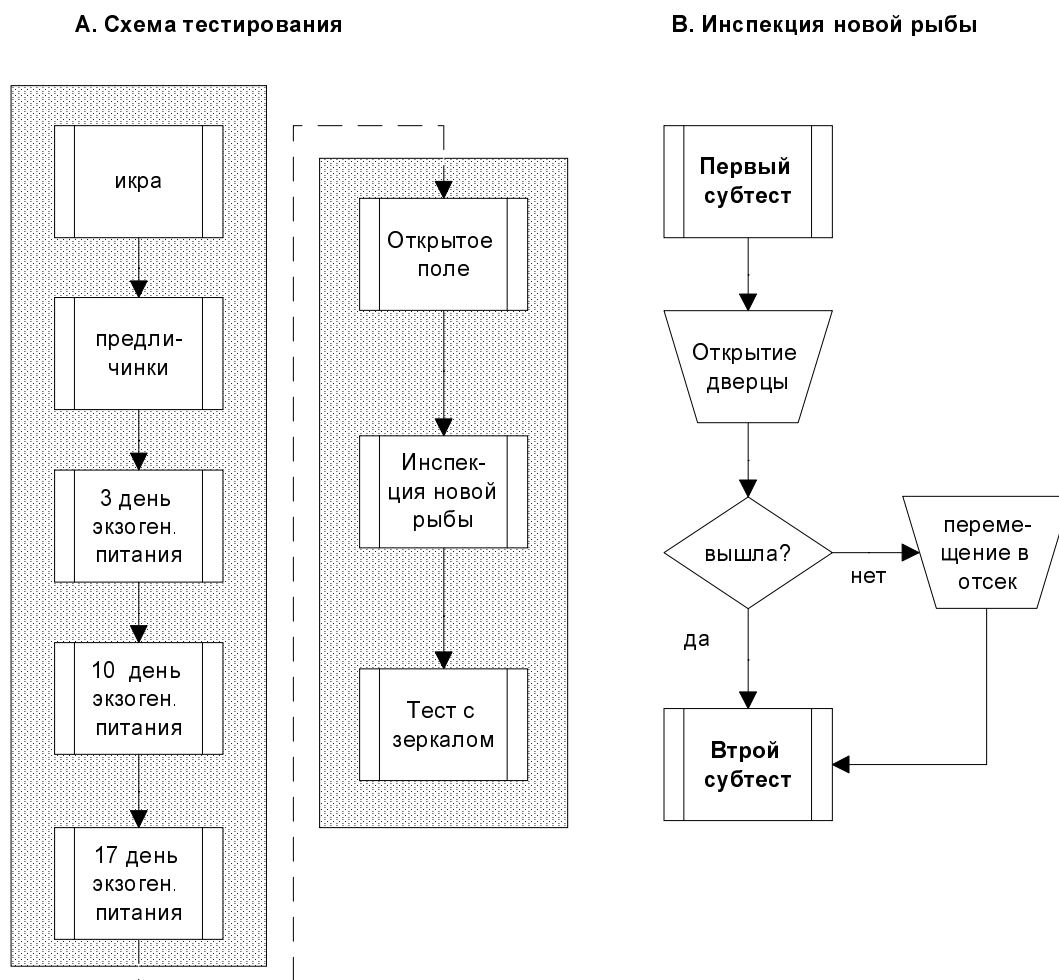 А. Схема тестирования
икра
предли-
чинки
3 день
экзоген.
питания
10 день
экзоген.
питания
17 день
экзоген.
питания
Открытое
поле
Инспек-
ция новой
рыбы
Тест с
зеркалом
В. Инспекция новой рыбы
Первый
субтест
Открытие
дверцы
вышла?
нет
переме-
щение в
отсек
да
Втрой
субтест